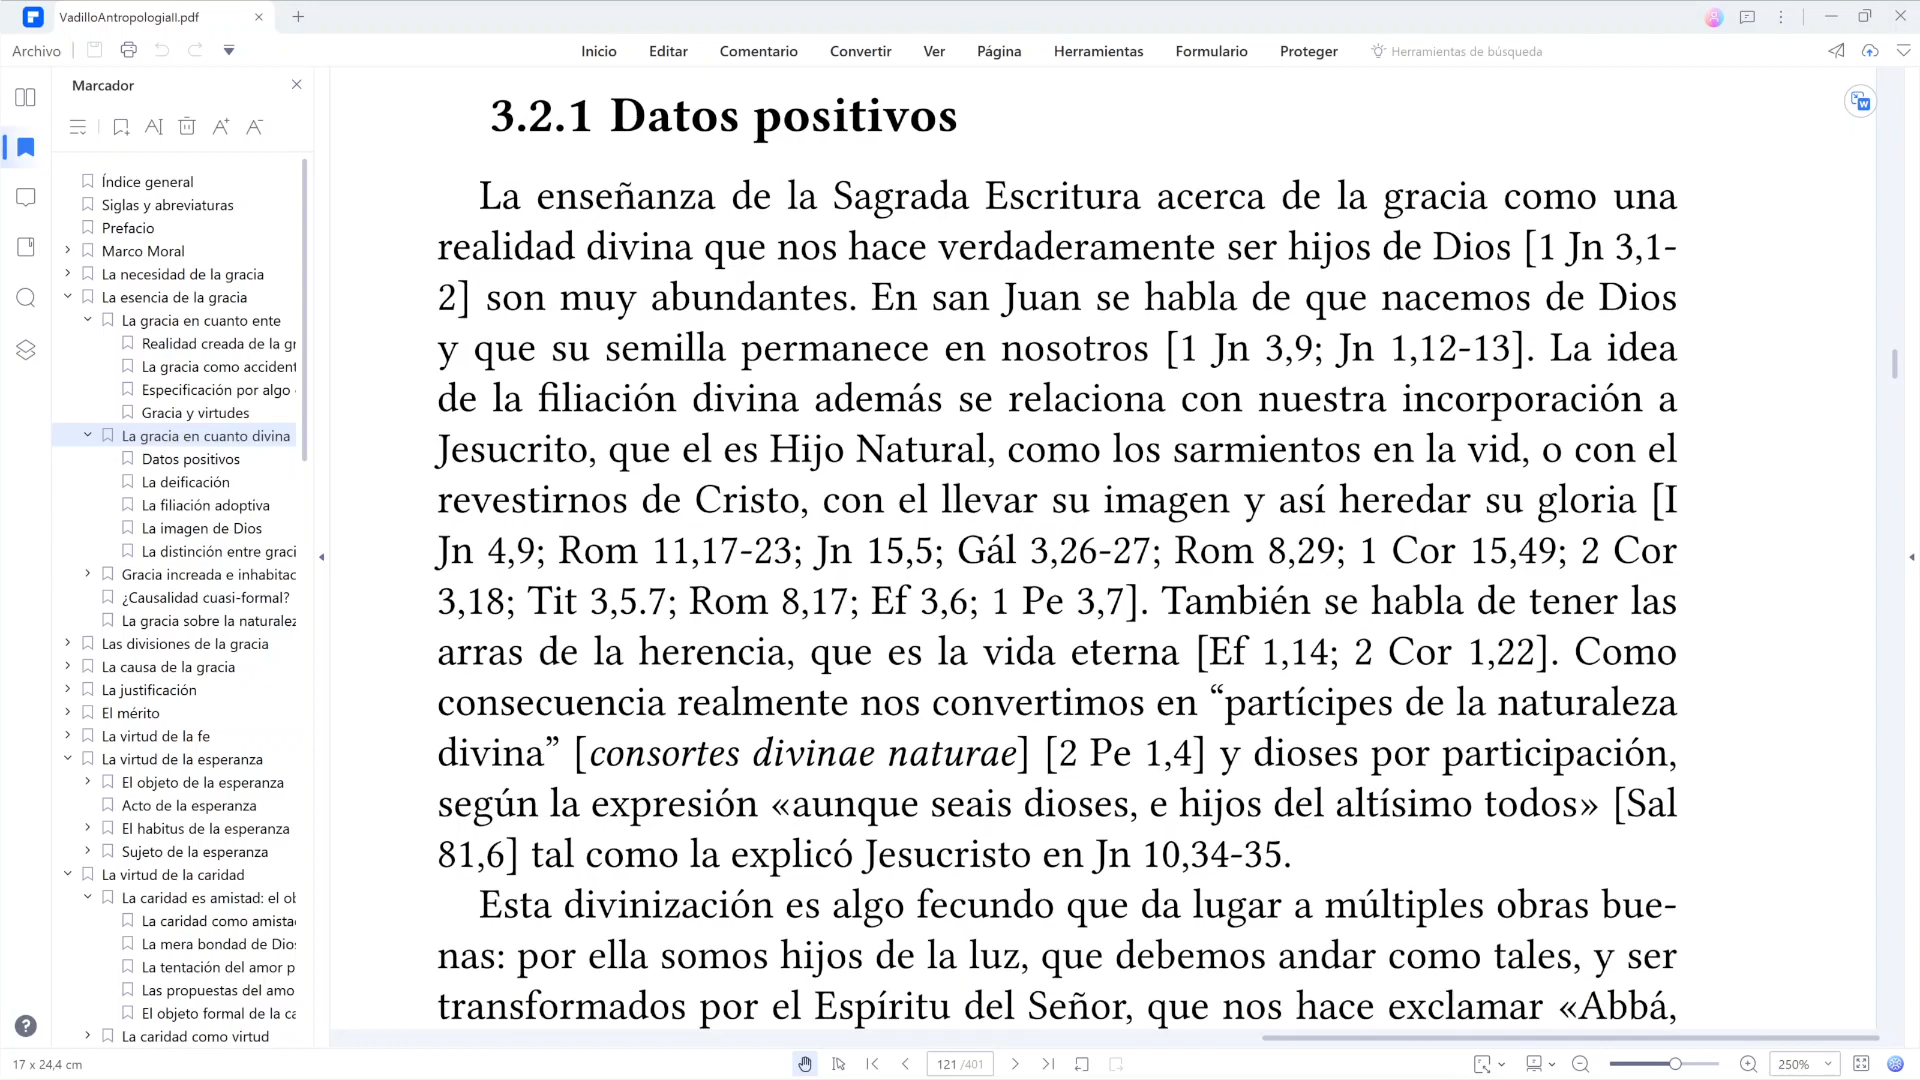 VadilloAntropologiaII.pdf
Archivo
Inicio
Editar
Comentario
Convertir
Ver
Página
Herramientas
Formulario
Proteger
Herramientas de búsqueda
Marcador
Índice general
Siglas y abreviaturas
Prefacio
Marco Moral
La necesidad de la gracia
La esencia de la gracia
La gracia en cuanto ente
Realidad creada de la gr
La gracia como accident
Especificación por algo
Gracia y virtudes
La gracia en cuanto divina
Datos positivos
La deificación
La filiación adoptiva
La imagen de Dios
La distinción entre graci
Gracia increada e inhabitac
¿Causalidad cuasi-formal?
La gracia sobre la naturalez
Las divisiones de la gracia
La causa de la gracia
La justificación
El mérito
La virtud de la fe
La virtud de la esperanza
El objeto de la esperanza
Acto de la esperanza
El habitus de la esperanza
Sujeto de la esperanza
La virtud de la caridad
La caridad es amistad: el ob
La caridad como amista
La mera bondad de Dios
La tentación del amor p
Las propuestas del amo
El objeto formal de la ca
La caridad como virtud
3.2.1 Datos positivos
La enseñanza de la Sagrada Escritura acerca de la gracia como una
realidad divina que nos hace verdaderamente ser hijos de Dios [1 Jn 3,1-
2] son muy abundantes. En san Juan se habla de que nacemos de Dios
y que su semilla permanece en nosotros [1 Jn 3,9; Jn 1,12-13]. La idea
de la filiación divina además se relaciona con nuestra incorporación a
Jesucrito, que el es Hijo Natural, como los sarmientos en la vid, o con el
revestirnos de Cristo, con el llevar su imagen y así heredar su gloria [I
Jn 4,9; Rom 11,17-23; Jn 15,5; Gál 3,26-27; Rom 8,29; 1 Cor 15,49; 2 Cor
3,18; Tit 3,5.7; Rom 8,17; Ef 3,6; 1 Pe 3,7]. También se habla de tener las
arras de la herencia, que es la vida eterna [Ef 1,14; 2 Cor 1,22]. Como
consecuencia realmente nos convertimos en “partícipes de la naturaleza
divina” [consortes divinae naturae] [2 Pe 1,4] y dioses por participación,
según la expresión «aunque seais dioses, e hijos del altísimo todos» [Sal
81,6] tal como la explicó Jesucristo en Jn 10,34-35.
Esta divinización es algo fecundo que da lugar a múltiples obras bue-
nas: por ella somos hijos de la luz, que debemos andar como tales, y ser
transformados por el Espíritu del Señor, que nos hace exclamar «Abbá,
17 x 24,4 cm
121 /401
250%